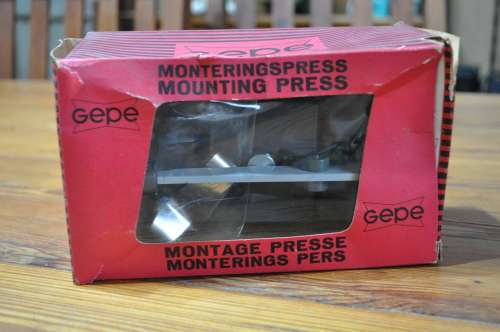 Gepe
MONTERINGSPRESS
MOUNTING PRESS
Gepe
Gepe
MONTAGE PRESSE
MONTERINGS PERS